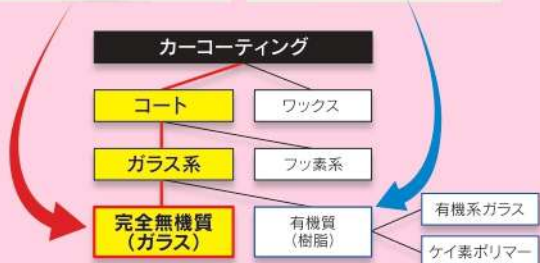 カーコーティング
コート
ワックス
ガラス系
フッ素系
完全無機質
（ガラス）
有機質
（樹脂）
有機系ガラス
ケイ素ポリマー